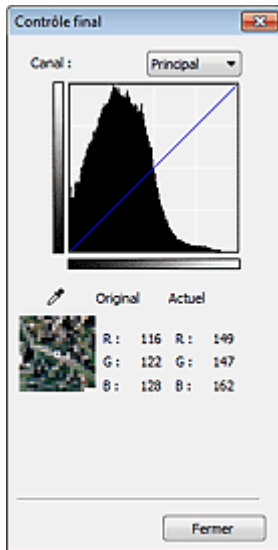 Contrôle final
Canal : Principal
Original Actuel
R : 116 R : 149
G : 122 G : 147
B : 128 B : 162
Fermer